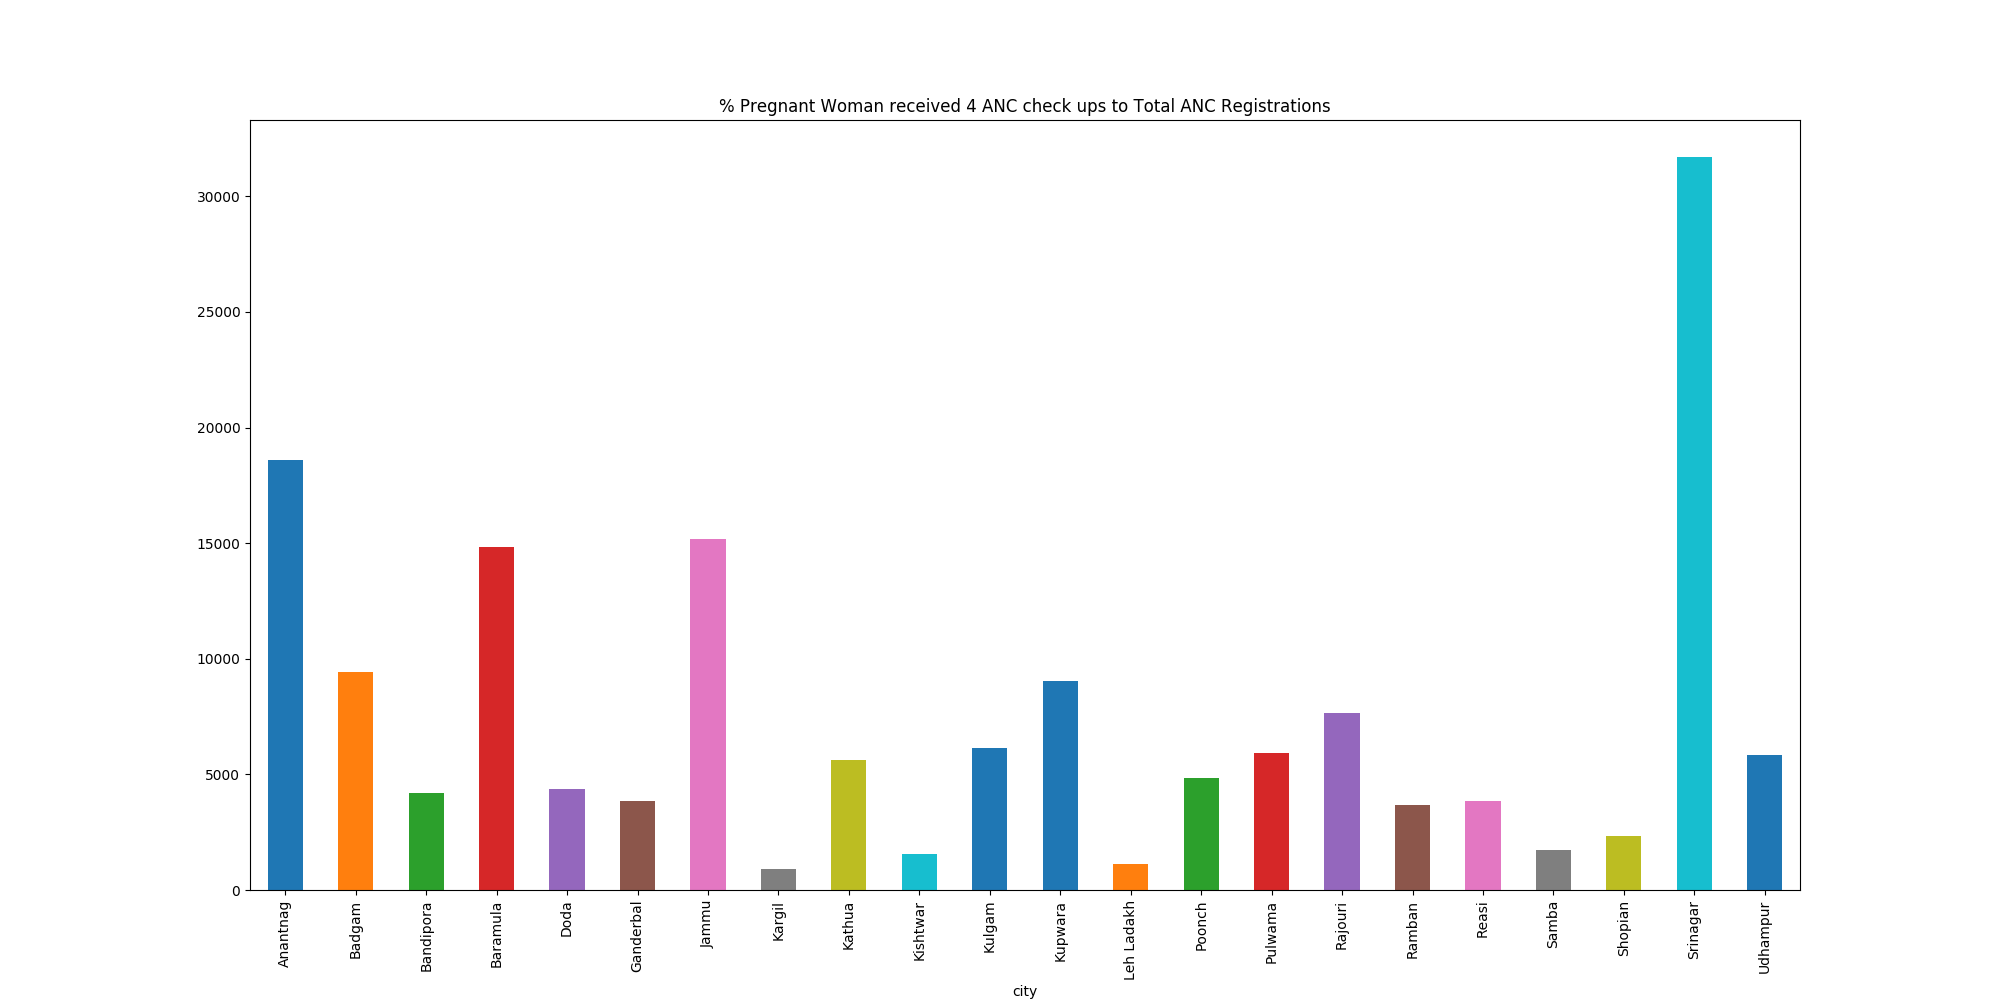 % Pregnant Woman received 4 ANC check ups to Total ANC Registrations
30000
25000
20000
15000
10000
5000
0
Anantnag
Badgam
Bandipora
Baramula
Doda
Ganderbal
Jammu
Kargil
Kathua
Kishtwar
Kulgam
Kupwara
Leh Ladakh
Poonch
Pulwama
Rajouri
Ramban
Reasi
Samba
Shopian
Srinagar
Udhampur
city